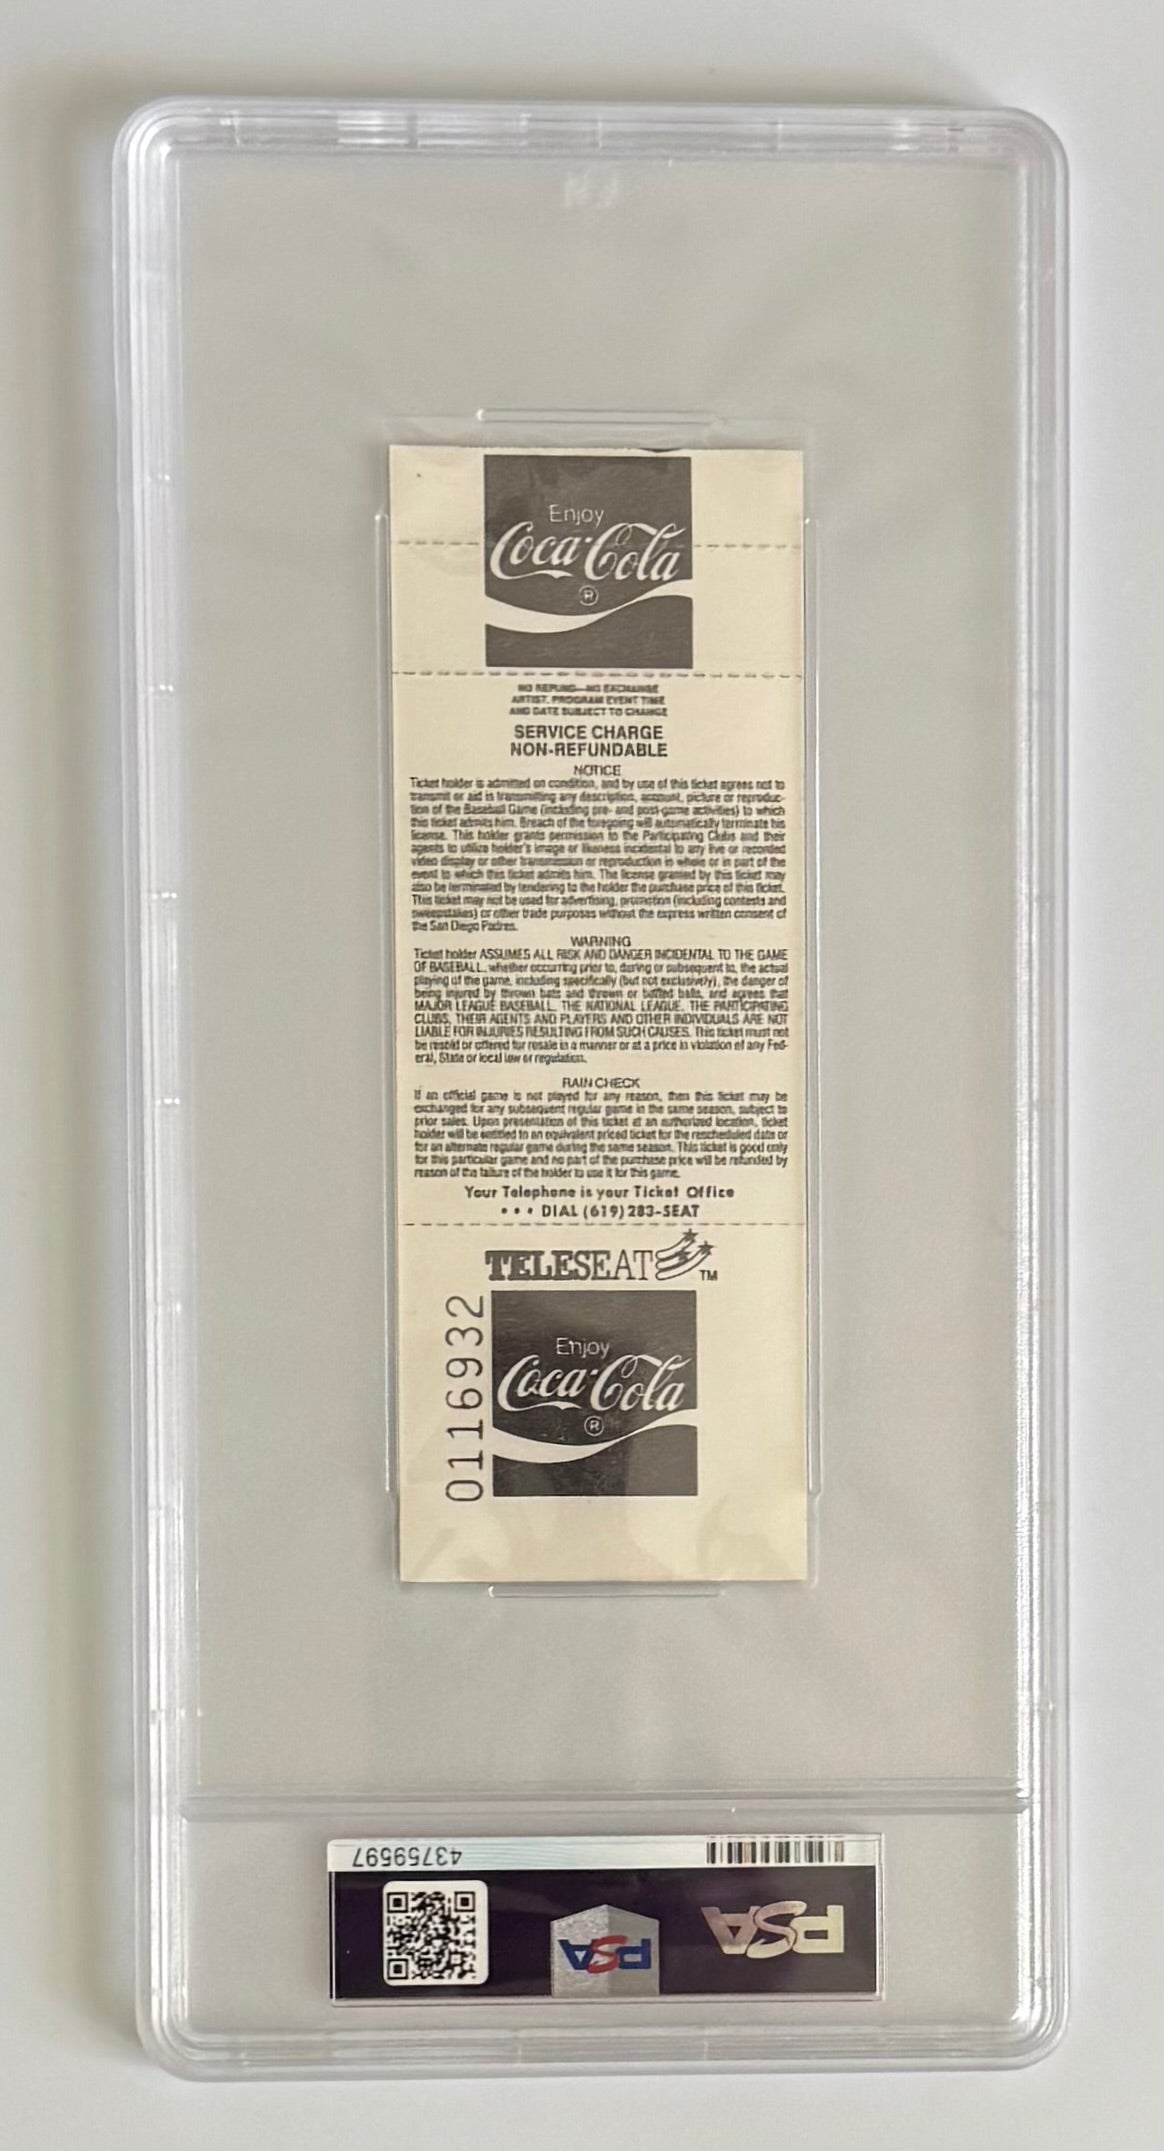 Enjoy
Coca-Cola
®
NO REFUND—NO EXCHANGE
ARTIST, PROGRAM EVENT TIME
AND DATE SUBJECT TO CHANGE
SERVICE CHARGE
NON-REFUNDABLE
NOTICE
Ticket holder is admitted on condition, and by use of this ticket agrees not to
transmit or aid in transmitting any description, account, picture or reproduc-
tion of the Baseball Game (including pre- and post-game activities) to which
this ticket admits him. Breach of the foregoing will automatically terminate his
license. This holder grants permission to the Participating Clubs and their
agents to utilize holder's image or likeness incidental to any live or recorded
video display or other transmission or reproduction in whole or in part of the
event to which this ticket admits him. The license granted by this ticket may
also be terminated by tendering to the holder the purchase price of this ticket.
This ticket may not be used for advertising, promotion (including contests and
sweepstakes) or other trade purposes without the express written consent of
the San Diego Padres.
WARNING
Ticket holder ASSUMES ALL RISK AND DANGER INCIDENTAL TO THE GAME
OF BASEBALL, whether occurring prior to, during or subsequent to, the actual
playing of the game, including specifically (but not exclusively), the danger of
being injured by thrown bats and thrown or batted balls, and agrees that
MAJOR LEAGUE BASEBALL, THE NATIONAL LEAGUE, THE PARTICIPATING
CLUBS, THEIR AGENTS AND PLAYERS AND OTHER INDIVIDUALS ARE NOT
LIABLE FOR INJURIES RESULTING FROM SUCH CAUSES. This ticket must not
be resold or offered for resale in a manner or at a price in violation of any Fed-
eral, State or local law or regulation.
RAIN CHECK
If an official game is not played for any reason, then this ticket may be
exchanged for any subsequent regular game in the same season, subject to
prior sales. Upon presentation of this ticket at an authorized location, ticket
holder will be entitled to an equivalent priced ticket for the rescheduled date or
for an alternate regular game during the same season. This ticket is good only
for this particular game and no part of the purchase price will be refunded by
reason of the failure of the holder to use it for this game.
Your Telephone is your Ticket Office
• • • DIAL (619) 283-SEAT
TELESEAT™
0116932
Enjoy
Coca-Cola
®
43759597
PSA
PSA